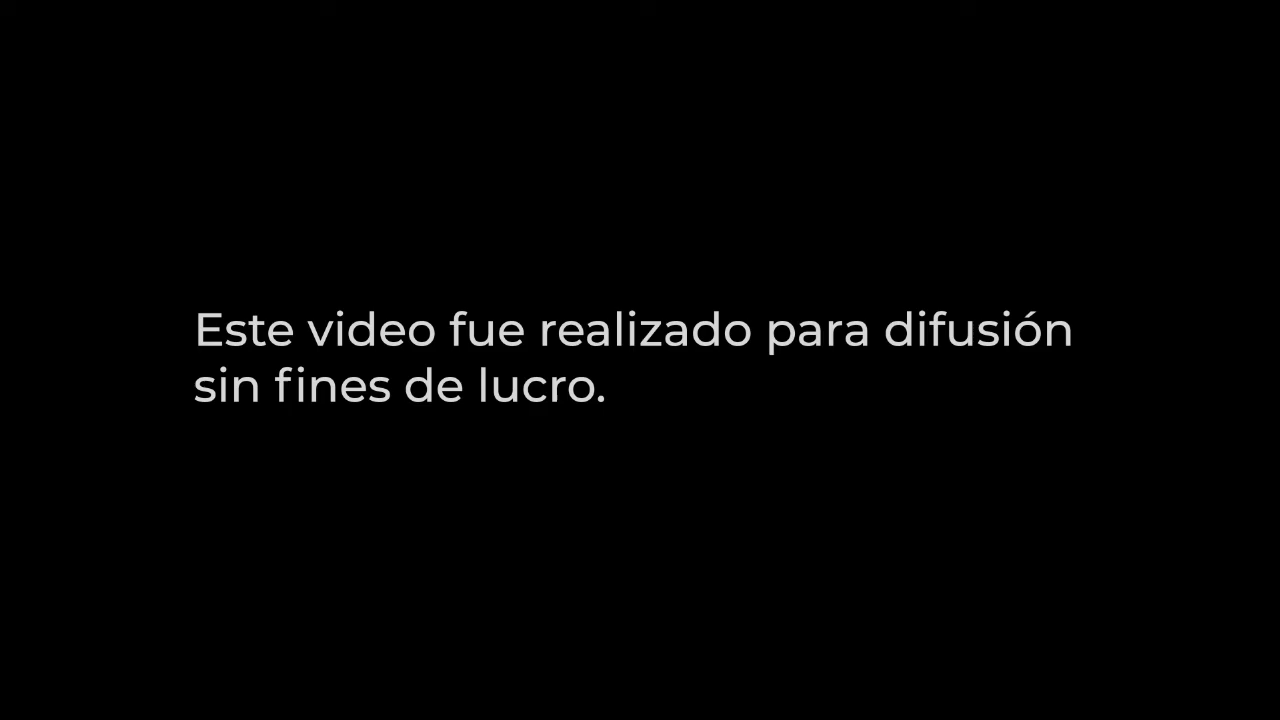 Este video fue realizado para difusión
sin fines de lucro.